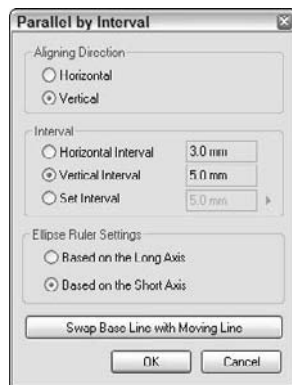 Parallel by Interval
Aligning Direction
Horizontal
Vertical
Interval
Horizontal Interval 3.0 mm
Vertical Interval 5.0 mm
Set Interval 5.0 mm
Ellipse Ruler Settings
Based on the Long Axis
Based on the Short Axis
Swap Base Line with Moving Line
OK Cancel